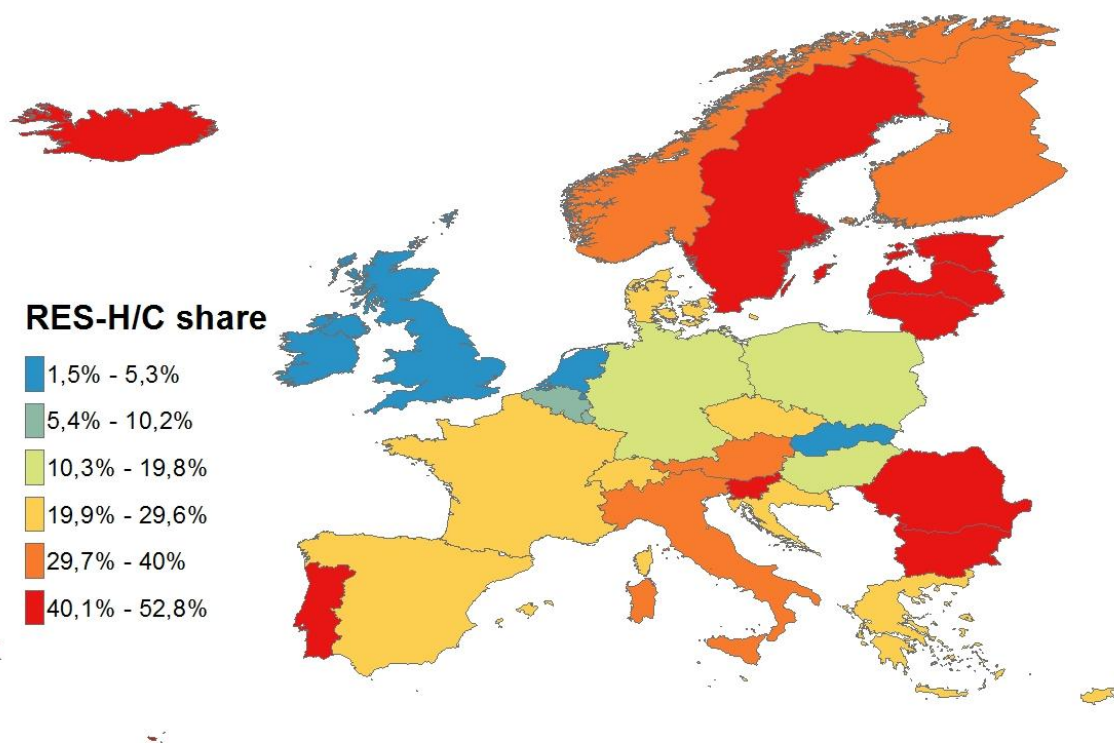 RES-H/C share
1,5% - 5,3%
5,4% - 10,2%
10,3% - 19,8%
19,9% - 29,6%
29,7% - 40%
40,1% - 52,8%